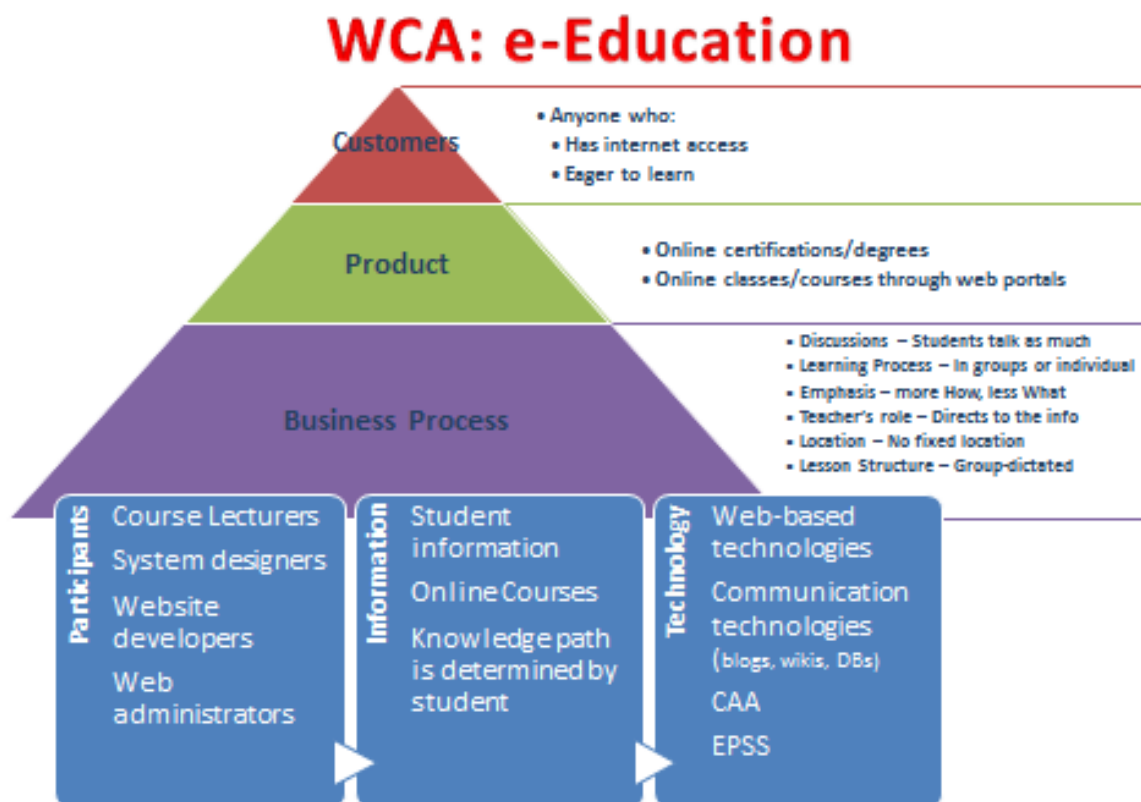 WCA: e-Education
Customers
• Anyone who:
• Has internet access
• Eager to learn
Product
• Online certifications/degrees
• Online classes/courses through web portals
Business Process
• Discussions – Students talk as much
• Learning Process – In groups or individual
• Emphasis – more How, less What
• Teacher's role – Directs to the info
• Location – No fixed location
• Lesson Structure – Group-dictated
Participants
Course Lecturers
System designers
Website
developers
Web
administrators
Information
Student
information
Online Courses
Knowledge path
is determined by
student
Technology
Web-based
technologies
Communication
technologies
(blogs, wikis, DBs)
CAA
EPSS